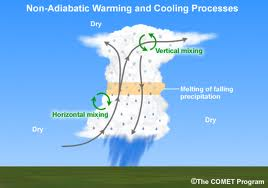 Non-Adiabatic Warming and Cooling Processes
Dry
Dry
Vertical mixing
Melting of falling
precipitation
Horizontal mixing
Dry
Dry
©The COMET Program